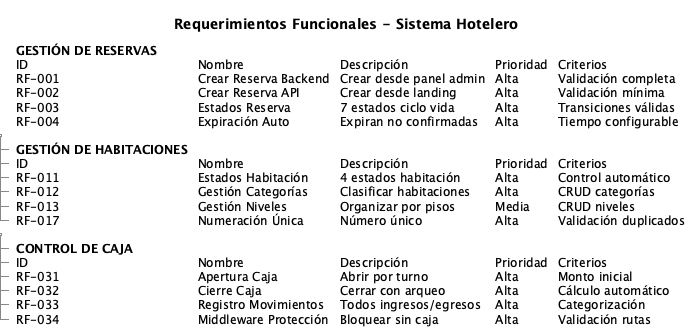 Requerimientos Funcionales - Sistema Hotelero
GESTIÓN DE RESERVAS
ID Nombre Descripción Prioridad Criterios
RF-001 Crear Reserva Backend Crear desde panel admin Alta Validación completa
RF-002 Crear Reserva API Crear desde landing Alta Validación mínima
RF-003 Estados Reserva 7 estados ciclo vida Alta Transiciones válidas
RF-004 Expiración Auto Expiran no confirmadas Alta Tiempo configurable
GESTIÓN DE HABITACIONES
ID Nombre Descripción Prioridad Criterios
RF-011 Estados Habitación 4 estados habitación Alta Control automático
RF-012 Gestión Categorías Clasificar habitaciones Alta CRUD categorías
RF-013 Gestión Niveles Organizar por pisos Media CRUD niveles
RF-017 Numeración Única Número único Alta Validación duplicados
CONTROL DE CAJA
ID Nombre Descripción Prioridad Criterios
RF-031 Apertura Caja Abrir por turno Alta Monto inicial
RF-032 Cierre Caja Cerrar con arqueo Alta Cálculo automático
RF-033 Registro Movimientos Todos ingresos/egresos Alta Categorización
RF-034 Middleware Protección Bloquear sin caja Alta Validación rutas